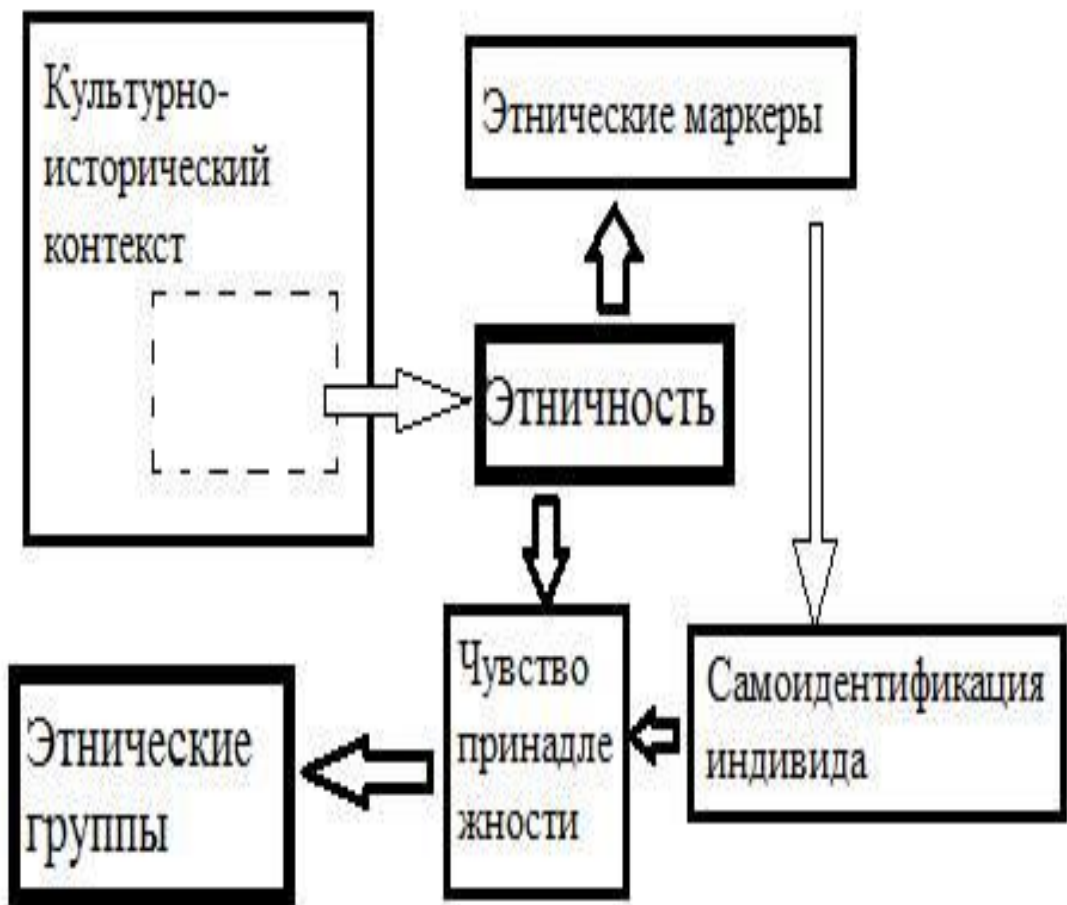 Культурно-
исторический
контекст
Этнические маркеры
Этничность
Чувство
принадле
жности
Самоидентификация
индивида
Этнические
группы